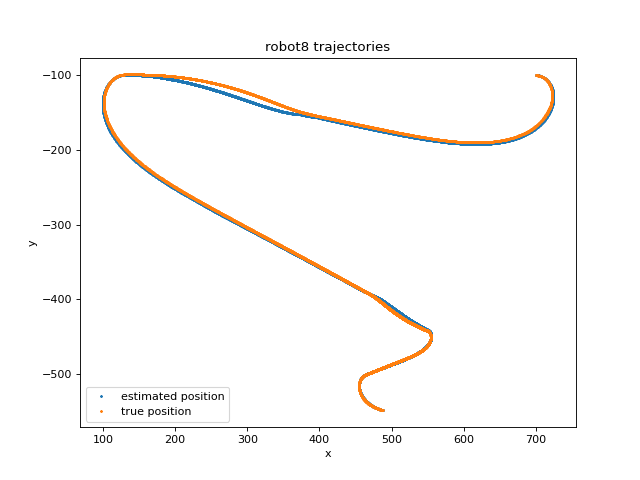 robot8 trajectories
−100
−200
−300
−400
−500
y
estimated position
true position
100 200 300 400 500 600 700
x